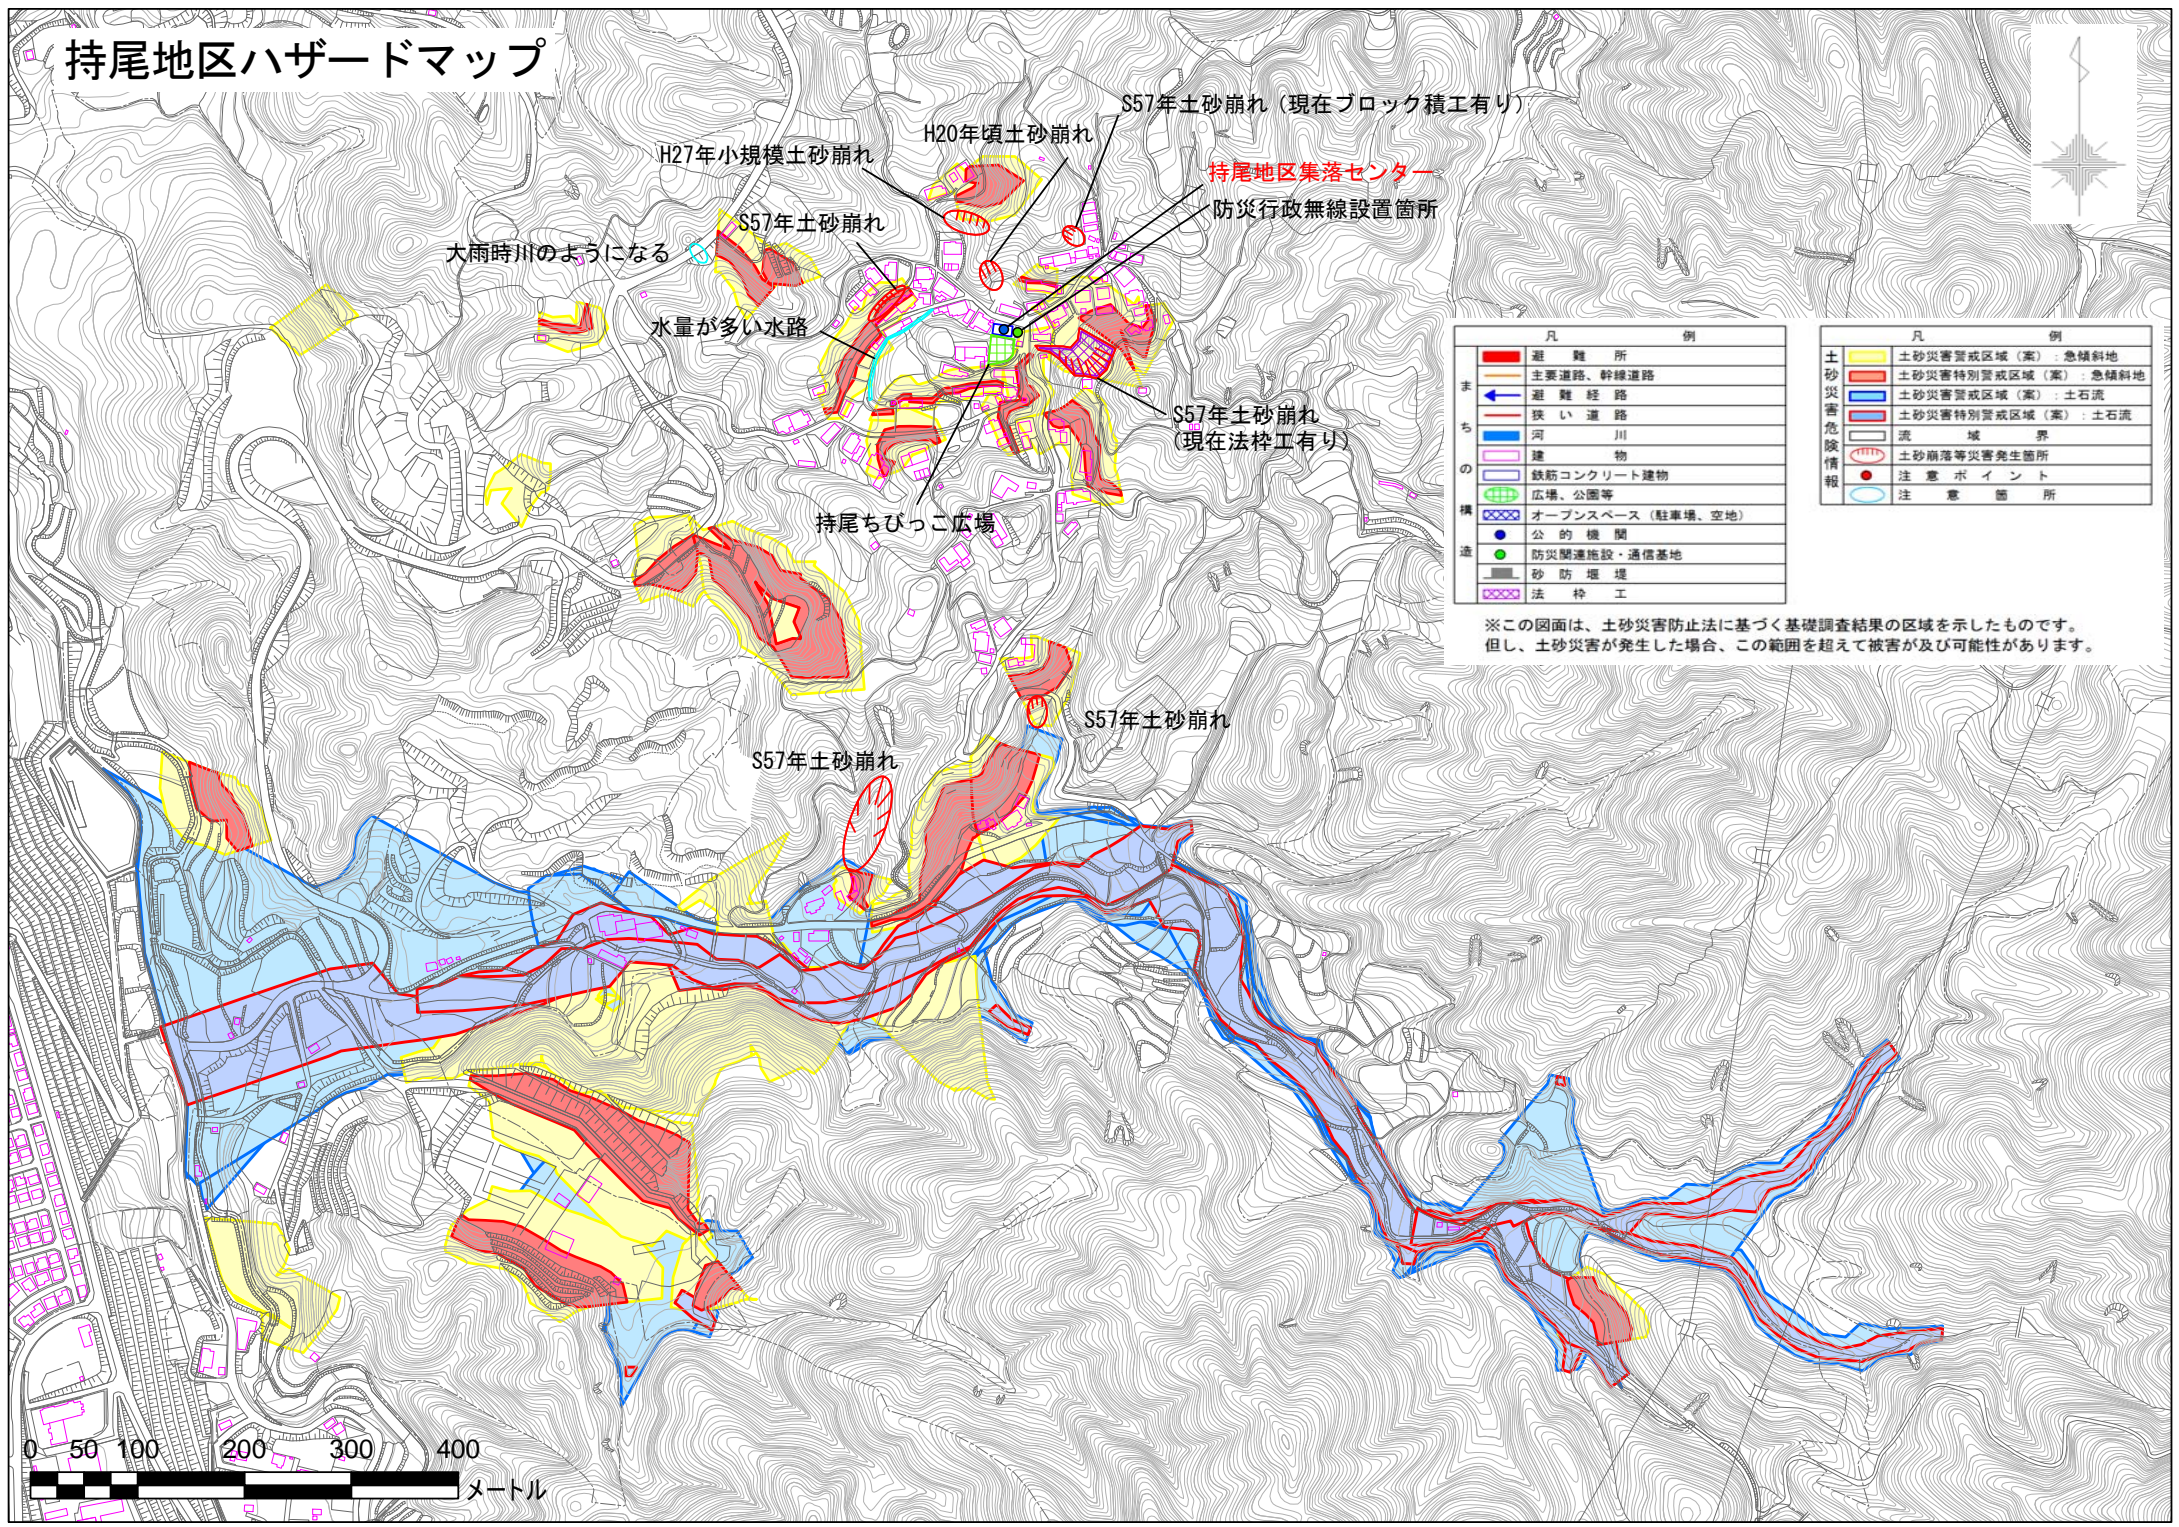 持尾地区ハザードマップ
S57年土砂崩れ（現在ブロック積工有り）
H20年頃土砂崩れ
H27年小規模土砂崩れ
持尾地区集落センター
防災行政無線設置箇所
S57年土砂崩れ
大雨時川のようになる
水量が多い水路
S57年土砂崩れ
（現在法枠工有り）
持尾ちびっこ広場
S57年土砂崩れ
S57年土砂崩れ
凡 例
まちの構造
避難所
主要道路、幹線道路
避難経路
狭い道路
河川
建物
鉄筋コンクリート建物
広場、公園等
オープンスペース（駐車場、空地）
公的機関
防災関連施設・通信基地
砂防堰堤
法枠工
凡 例
土砂災害危険情報
土砂災害警戒区域（案）：急傾斜地
土砂災害特別警戒区域（案）：急傾斜地
土砂災害警戒区域（案）：土石流
土砂災害特別警戒区域（案）：土石流
流域界
土砂崩落等災害発生箇所
注意ポイント
注意箇所
※この図面は、土砂災害防止法に基づく基礎調査結果の区域を示したものです。
但し、土砂災害が発生した場合、この範囲を超えて被害が及び可能性があります。
0 50 100 200 300 400
メートル